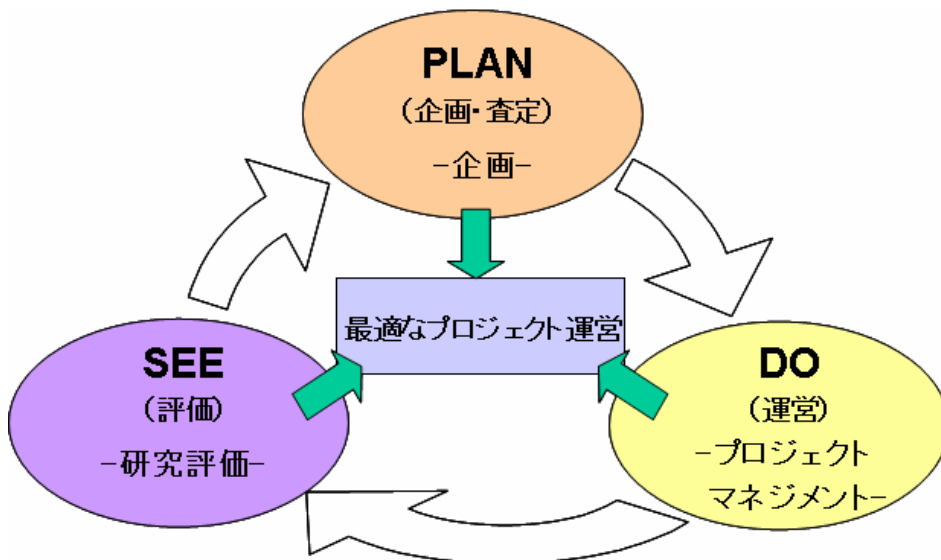 PLAN
（企画・査定）
－企画－
最適なプロジェクト運営
SEE
（評価）
－研究評価－
DO
（運営）
－プロジェクト
マネジメント－